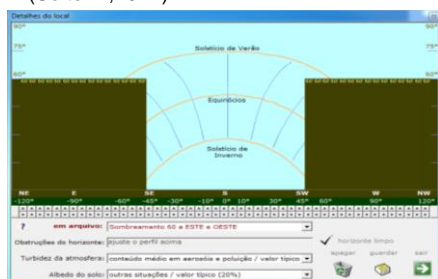 Detalhes do local
90° 90°
75° 75°
60° 60°
Solstício de Verão
Equinócios
Solstício de
Inverno
NE E SE S SW W NW
-120° -90° -60° -45° -30° -15° 0° 15° 30° 45° 60° 90° 120°
? em arquivo: Sombreamento 60 a ESTE e OESTE
Obstruções do horizonte: ajuste o perfil acima
horizonte limpo
apagar guardar sair
Turbidez da atmosfera: conteúdo médio em aerosóis e poluição / valor típico
Albedo do solo: outras situações / valor típico (20%)